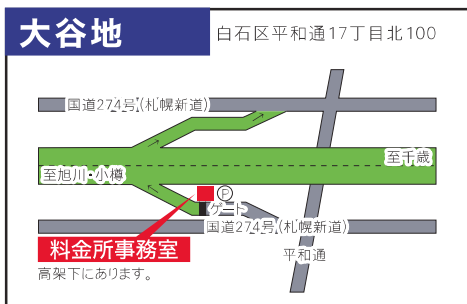 大谷地
白石区平和通17丁目北100
国道274号(札幌新道)
至千歳
至旭川・小樽
P
ゲート
国道274号(札幌新道)
料金所事務室
平和通
高架下にあります。